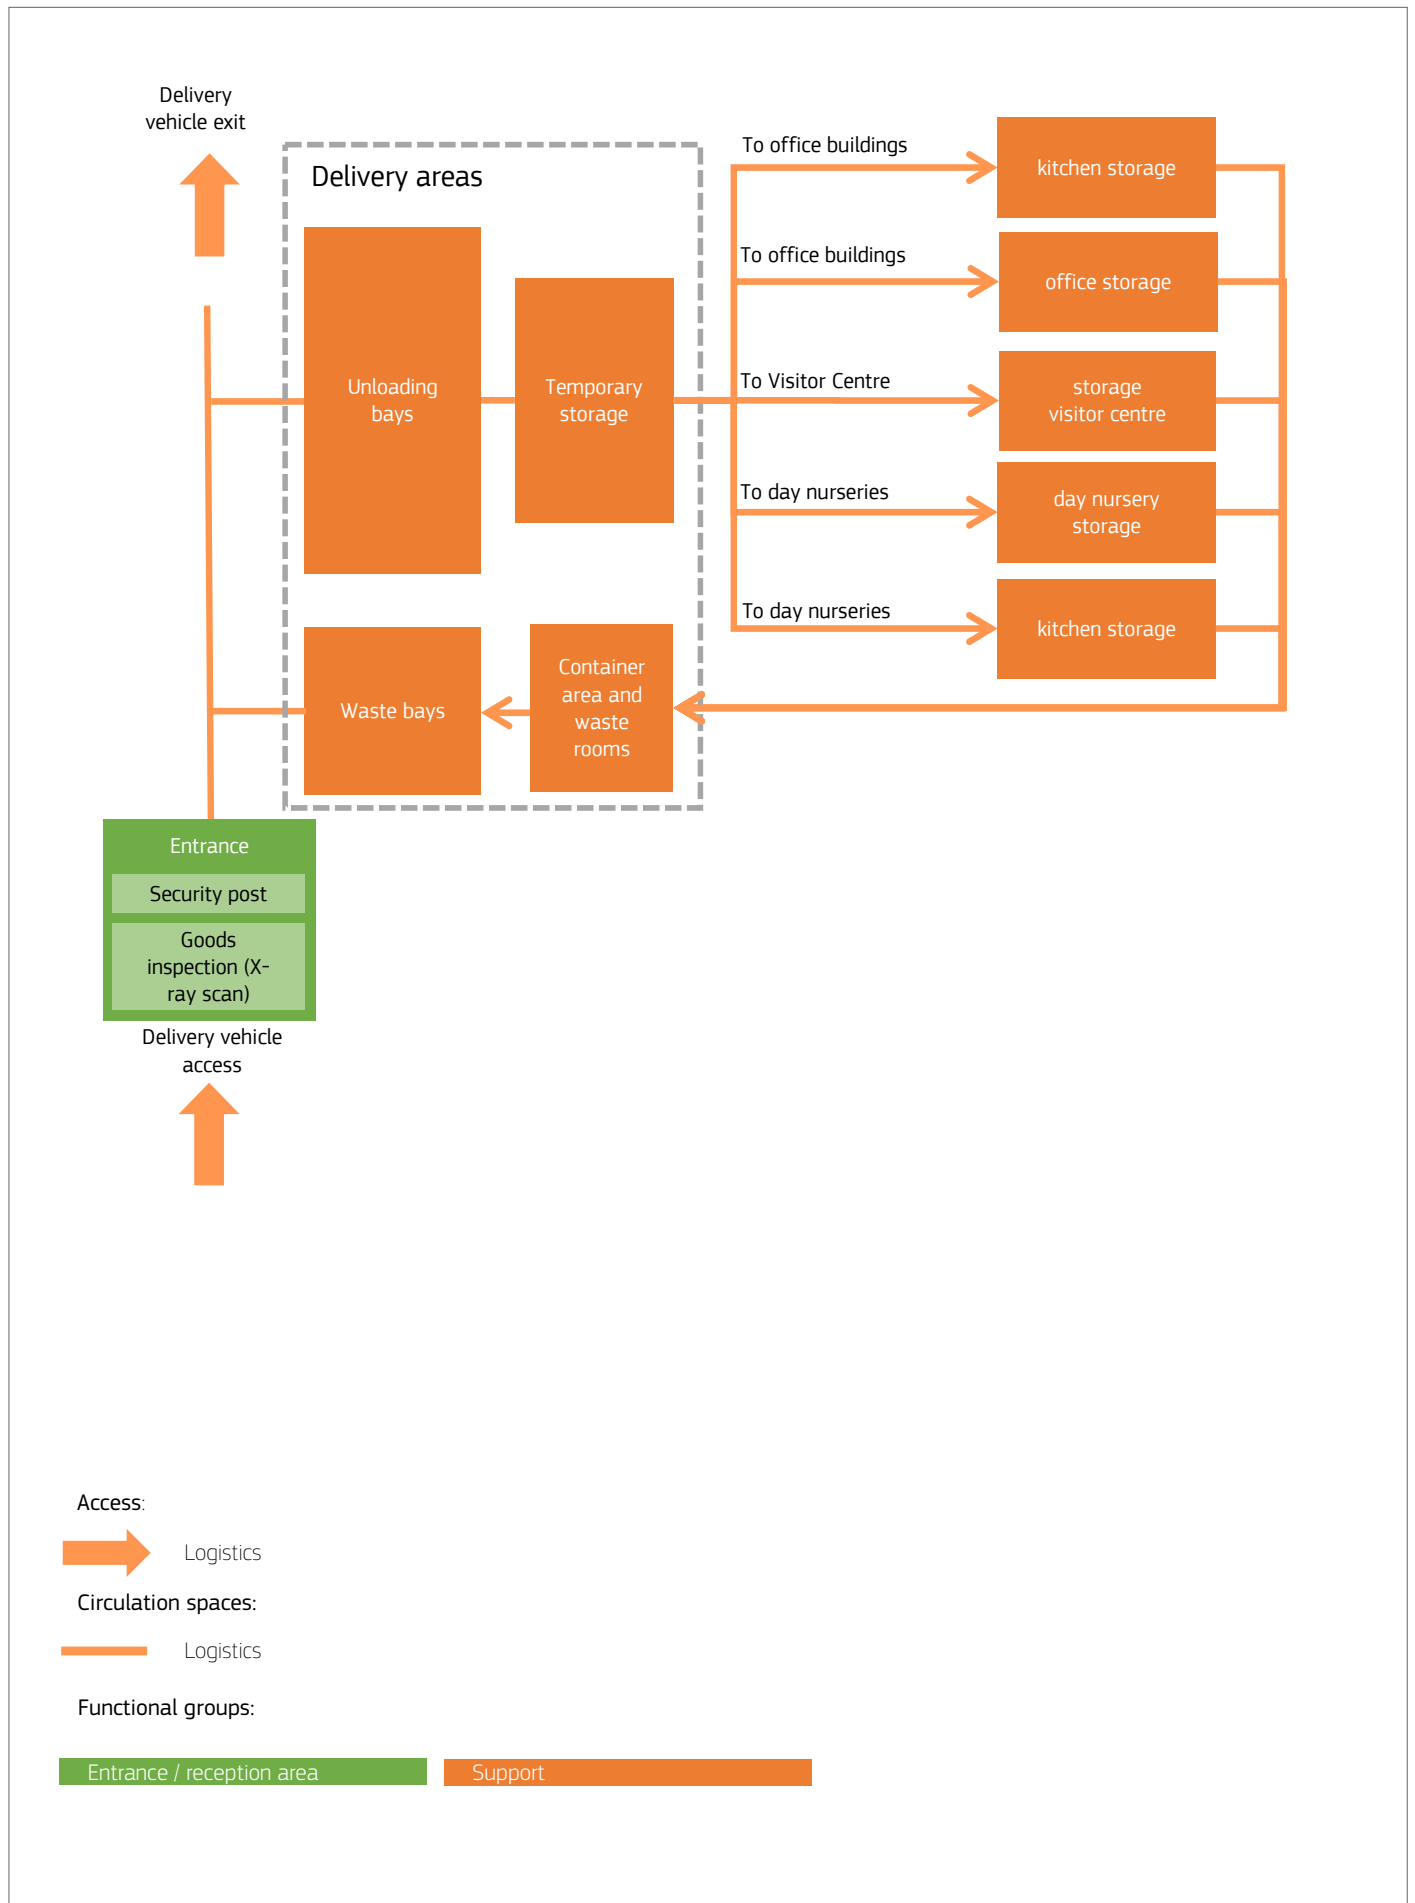 Delivery
vehicle exit
Delivery areas
To office buildings
kitchen storage
To office buildings
office storage
Unloading
bays
Temporary
storage
To Visitor Centre
storage
visitor centre
To day nurseries
day nursery
storage
To day nurseries
kitchen storage
Waste bays
Container
area and
waste
rooms
Entrance
Security post
Goods
inspection (X-
ray scan)
Delivery vehicle
access
Access:
Logistics
Circulation spaces:
Logistics
Functional groups:
Entrance / reception area
Support